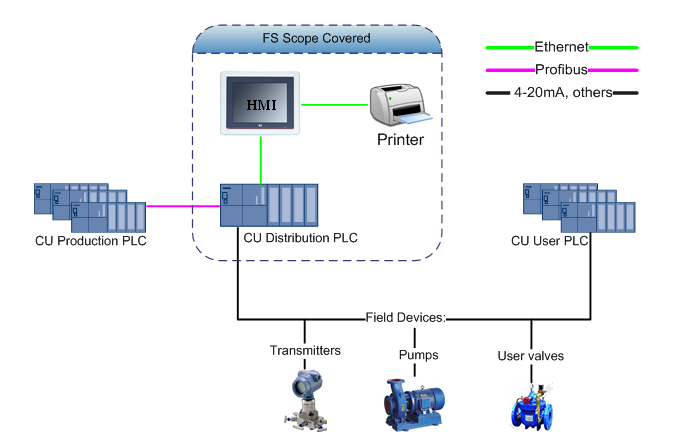 FS Scope Covered
Ethernet
Profibus
4-20mA, others
HMI
Printer
CU Production PLC
CU Distribution PLC
CU User PLC
Field Devices:
Transmitters
Pumps
User valves